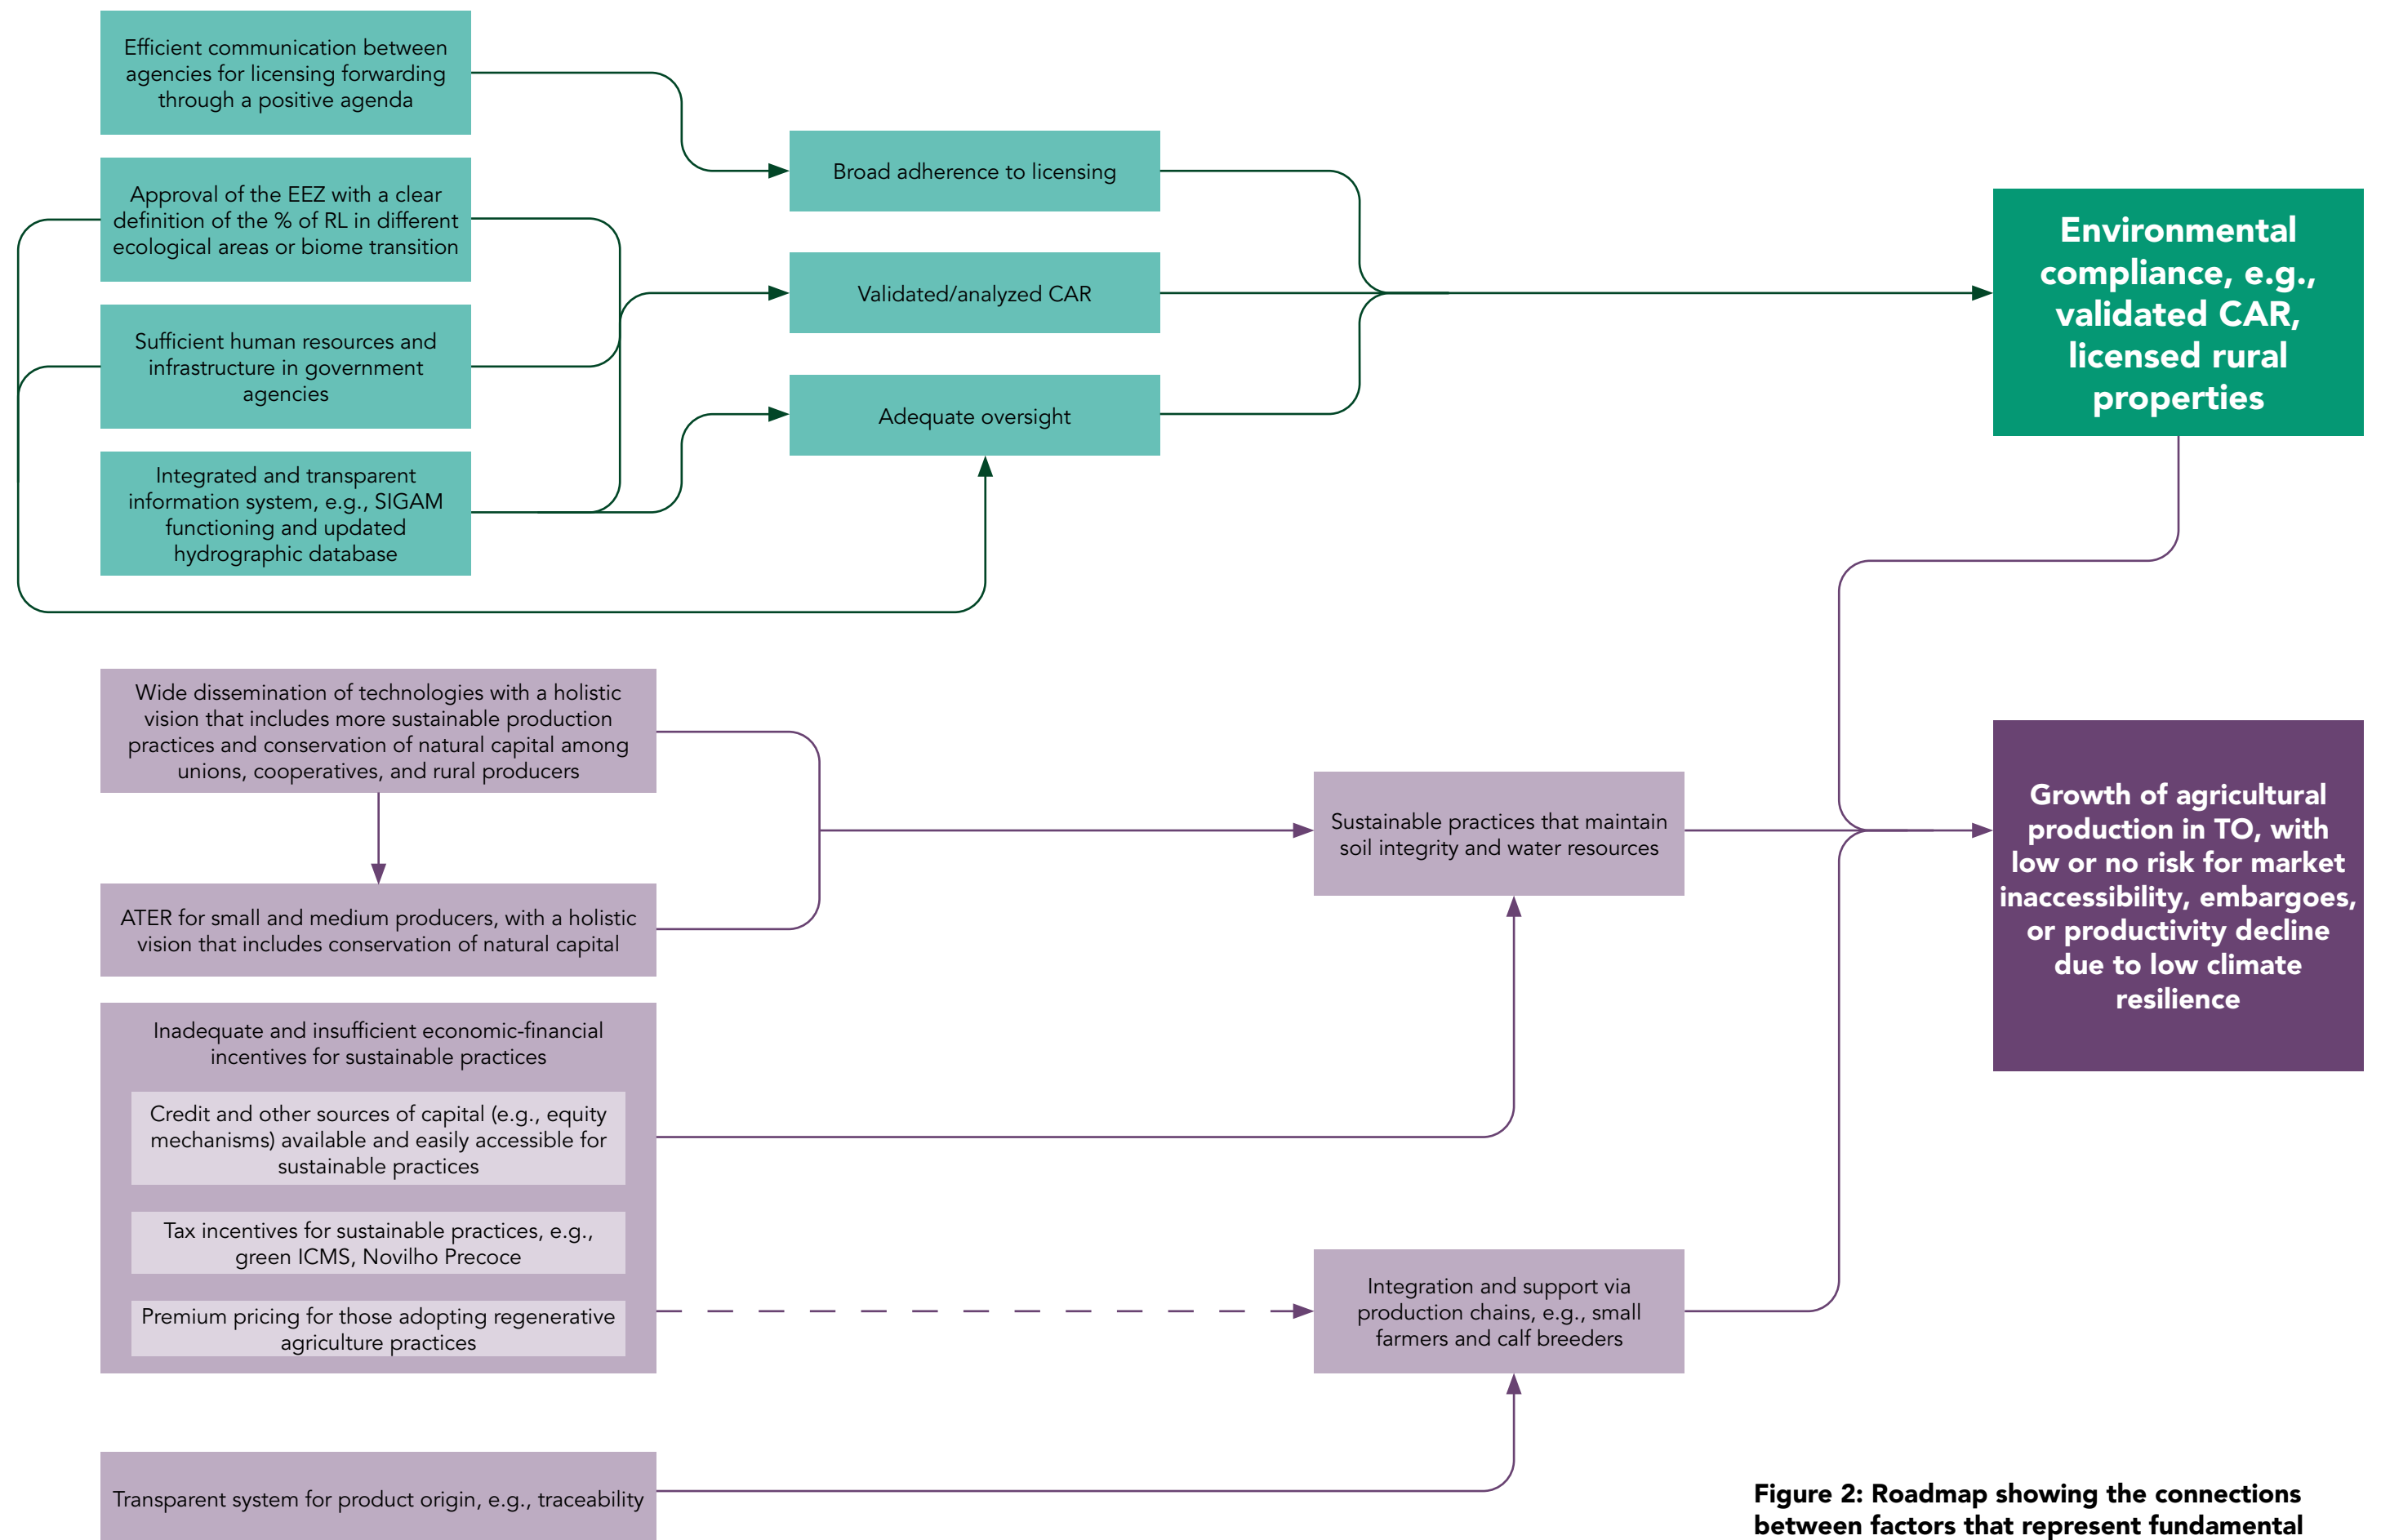 Efficient communication between
agencies for licensing forwarding
through a positive agenda
Approval of the EEZ with a clear
definition of the % of RL in different
ecological areas or biome transition
Sufficient human resources and
infrastructure in government
agencies
Integrated and transparent
information system, e.g., SIGAM
functioning and updated
hydrographic database
Broad adherence to licensing
Validated/analyzed CAR
Adequate oversight
Environmental
compliance, e.g.,
validated CAR,
licensed rural
properties
Wide dissemination of technologies with a holistic
vision that includes more sustainable production
practices and conservation of natural capital among
unions, cooperatives, and rural producers
ATER for small and medium producers, with a holistic
vision that includes conservation of natural capital
Inadequate and insufficient economic-financial
incentives for sustainable practices
Credit and other sources of capital (e.g., equity
mechanisms) available and easily accessible for
sustainable practices
Tax incentives for sustainable practices, e.g.,
green ICMS, Novilho Precoce
Premium pricing for those adopting regenerative
agriculture practices
Transparent system for product origin, e.g., traceability
Sustainable practices that maintain
soil integrity and water resources
Integration and support via
production chains, e.g., small
farmers and calf breeders
Growth of agricultural
production in TO, with
low or no risk for market
inaccessibility, embargoes,
or productivity decline
due to low climate
resilience
Figure 2: Roadmap showing the connections
between factors that represent fundamental